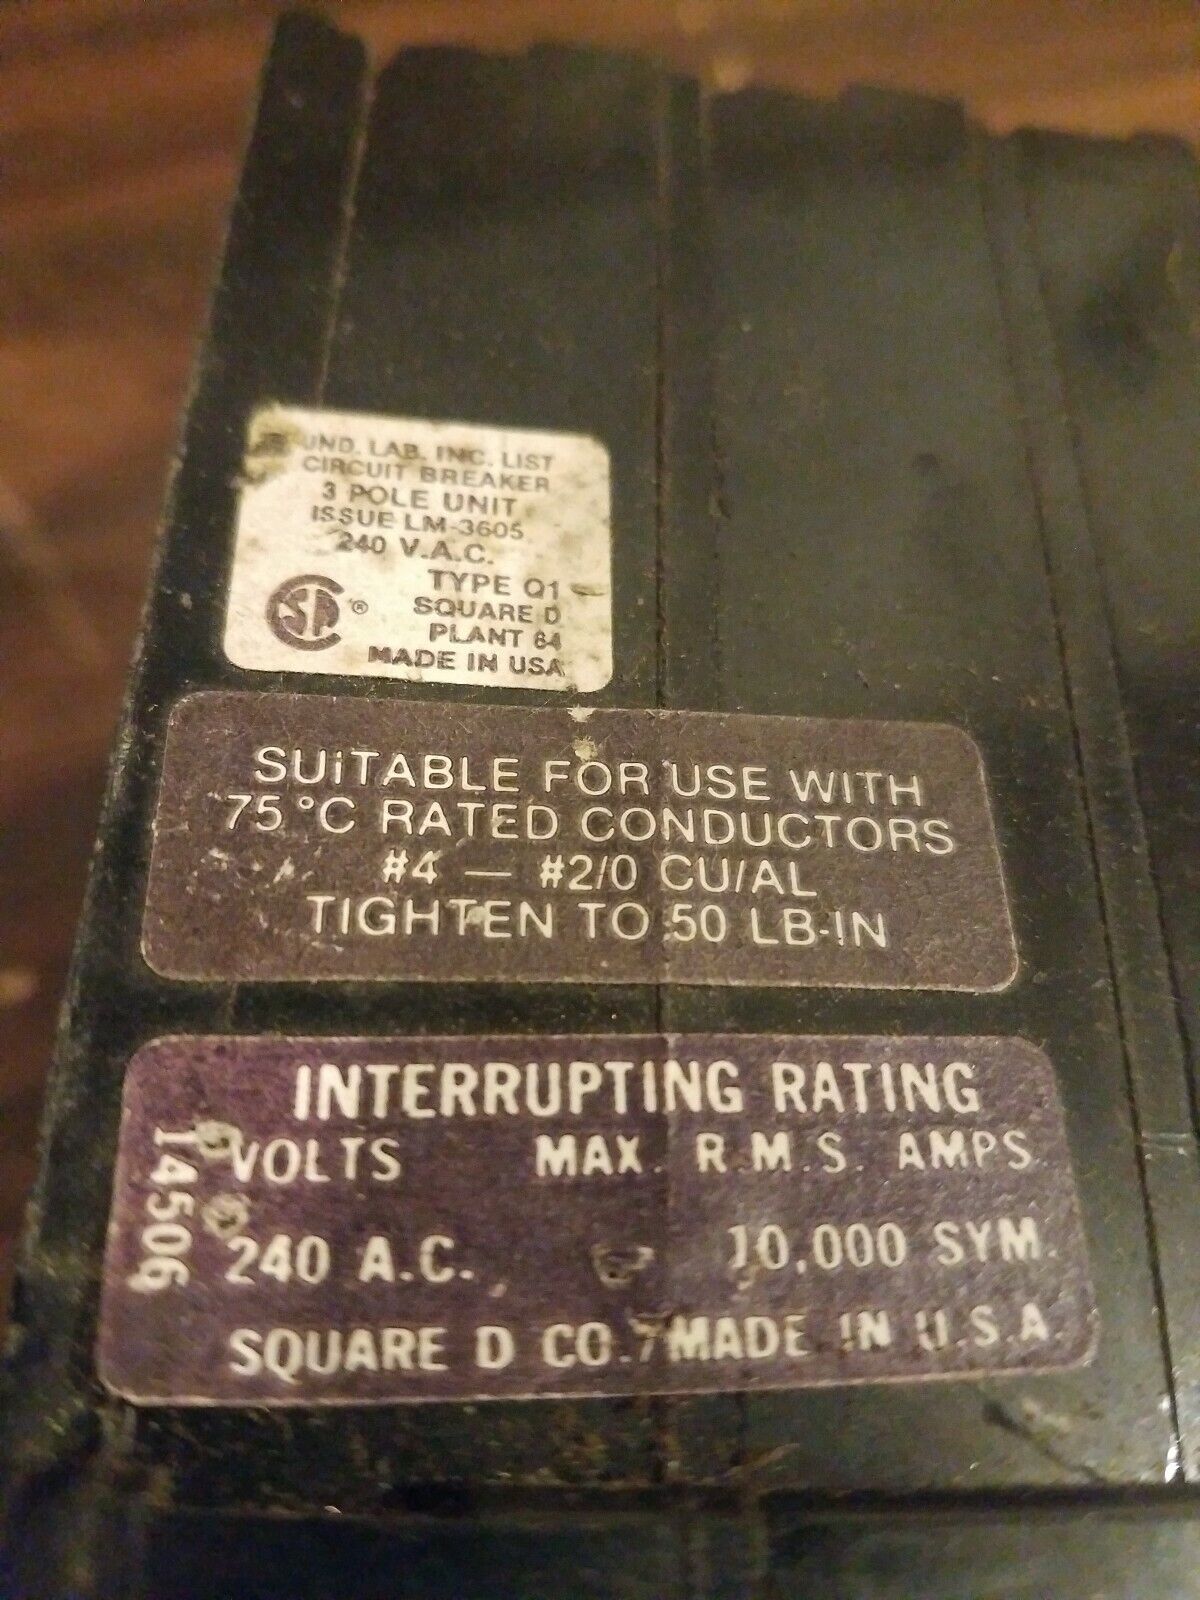 UND. LAB. INC. LIST
CIRCUIT BREAKER
3 POLE UNIT
ISSUE LM-3605
240 V.A.C.
TYPE Q1
SQUARE D
PLANT 64
MADE IN USA
SA ®
SUiTABLE FOR USE WITH
75°C RATED CONDUCTORS
#4 — #2/0 CU/AL
TIGHTEN TO 50 LB-IN
INTERRUPTING RATING
VOLTS MAX. R.M.S. AMPS.
240 A.C. 10,000 SYM.
SQUARE D CO. MADE IN U.S.A.
14506